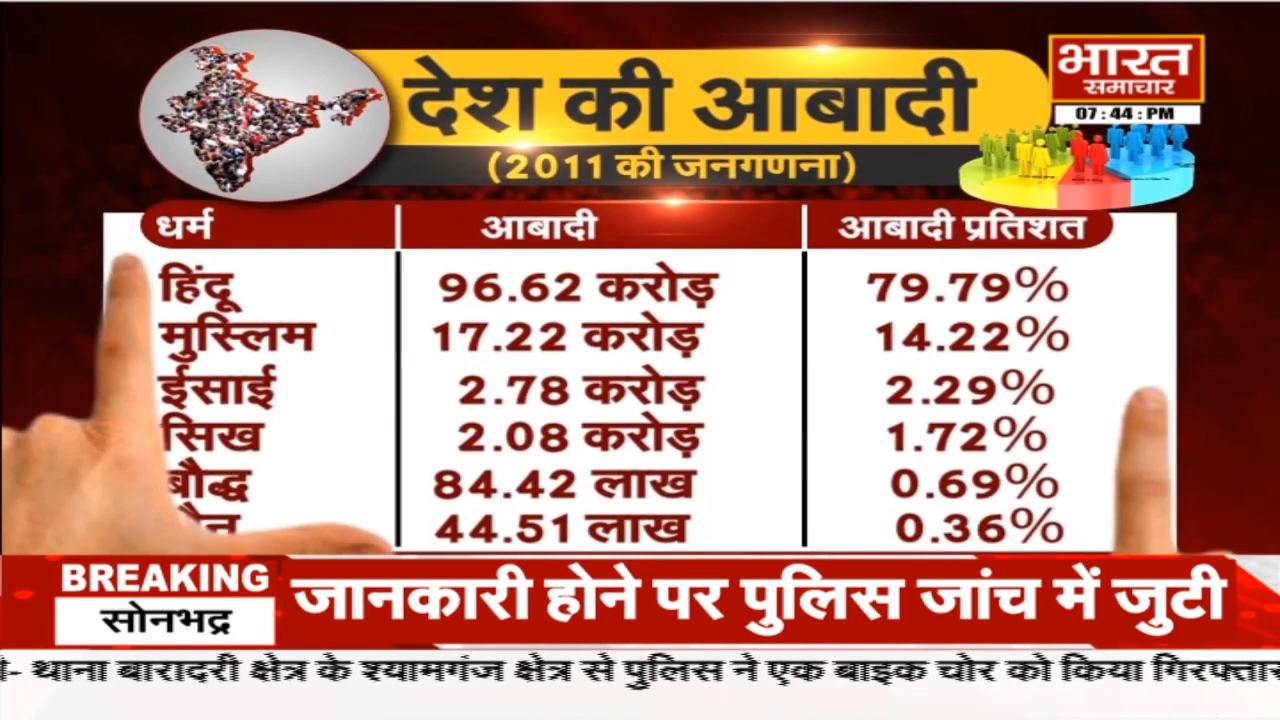 देश की आबादी
भारत
समाचार
07:44:PM
(2011 की जनगणना)
धर्म आबादी आबादी प्रतिशत
हिंदू 96.62 करोड़ 79.79%
मुस्लिम 17.22 करोड़ 14.22%
ईसाई 2.78 करोड़ 2.29%
सिख 2.08 करोड़ 1.72%
बौद्ध 84.42 लाख 0.69%
44.51 लाख 0.36%
BREAKING
सोनभद्र
जानकारी होने पर पुलिस जांच में जुटी
थाना बारादरी क्षेत्र के श्यामगंज क्षेत्र से पुलिस ने एक बाइक चोर को किया गिरफ्तार